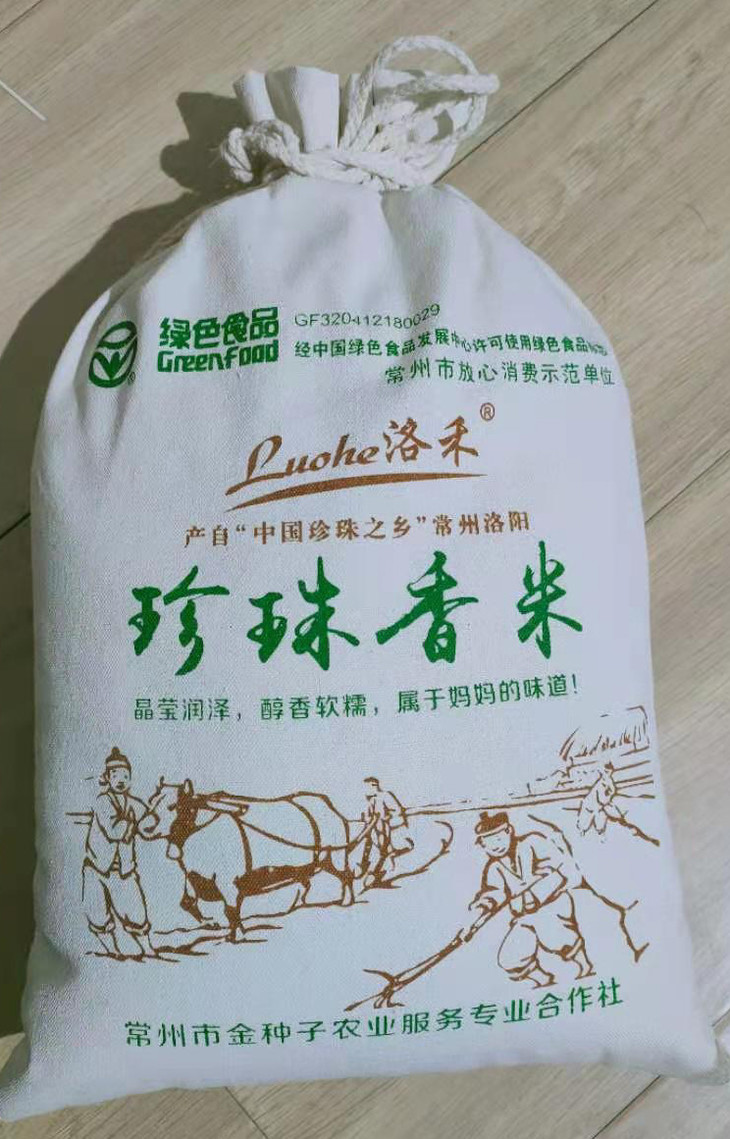 绿色食品
Greenfood
GF320412180029
经中国绿色食品发展中心许可使用绿色食品标志
常州市放心消费示范单位
Luohe洛禾®
产自“中国珍珠之乡”常州洛阳
珍珠香米
晶莹润泽，醇香软糯，属于妈妈的味道！
常州市金种子农业服务专业合作社